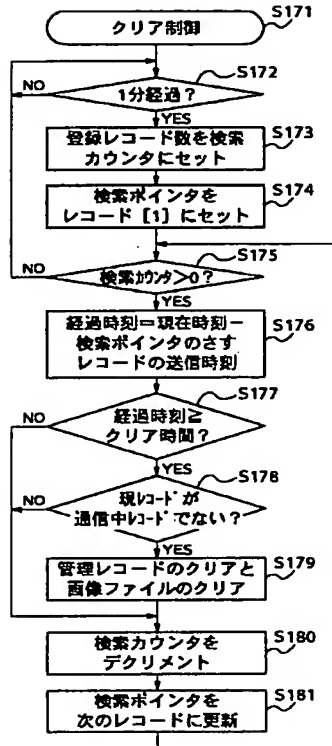 S171
クリア制御
S172
NO
1分経過?
YES
S173
登録レコード数を検索
カウンタにセット
S174
検索ポインタを
レコード [1] にセット
S175
NO
検索カウンタ>0?
YES
S176
経過時刻=現在時刻−
検索ポインタのさす
レコードの送信時刻
S177
NO
経過時刻≧
クリア時間?
YES
S178
NO
現レコードが
通信中レコードでない?
YES
S179
管理レコードのクリアと
画像ファイルのクリア
S180
検索カウンタを
デクリメント
S181
検索ポインタを
次のレコードに更新